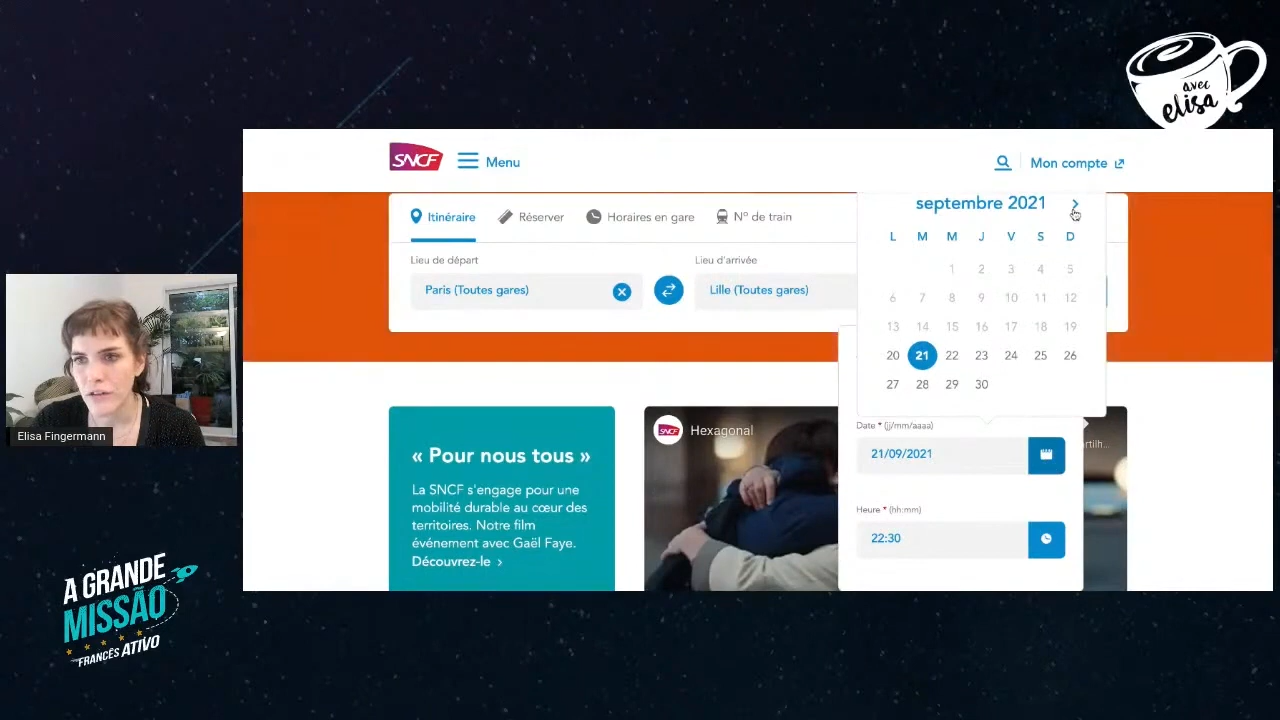 avec
elisa
SNCF
Menu
Mon compte
Itinéraire
Réserver
Horaires en gare
N° de train
Lieu de départ
Lieu d'arrivée
Paris (Toutes gares)
Lille (Toutes gares)
septembre 2021
L M M J V S D
1 2 3 4 5
6 7 8 9 10 11 12
13 14 15 16 17 18 19
20 21 22 23 24 25 26
27 28 29 30
Date * (jj/mm/aaaa)
21/09/2021
Heure * (hh:mm)
22:30
« Pour nous tous »
La SNCF s'engage pour une
mobilité durable au cœur des
territoires. Notre film
événement avec Gaël Faye.
Découvrez-le >
SNCF
Hexagonal
Elisa Fingermann
A GRANDE
MISSÃO
FRANCÊS ATIVO